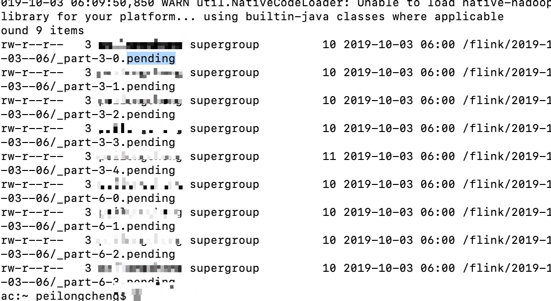 019-10-03 06:09:50,850 WARN util.NativeCodeLoader: Unable to load native-hadoop
library for your platform... using builtin-java classes where applicable
ound 9 items
rw-r--r-- 3 supergroup 10 2019-10-03 06:00 /flink/2019-1
-03--06/_part-3-0.pending
rw-r--r-- 3 supergroup 10 2019-10-03 06:00 /flink/2019-1
-03--06/_part-3-1.pending
rw-r--r-- 3 supergroup 10 2019-10-03 06:00 /flink/2019-1
-03--06/_part-3-2.pending
rw-r--r-- 3 supergroup 10 2019-10-03 06:00 /flink/2019-1
-03--06/_part-3-3.pending
rw-r--r-- 3 supergroup 11 2019-10-03 06:00 /flink/2019-1
-03--06/_part-3-4.pending
rw-r--r-- 3 supergroup 10 2019-10-03 06:00 /flink/2019-1
-03--06/_part-6-0.pending
rw-r--r-- 3 supergroup 10 2019-10-03 06:00 /flink/2019-1
-03--06/_part-6-1.pending
rw-r--r-- 3 supergroup 10 2019-10-03 06:00 /flink/2019-1
-03--06/_part-6-2.pending
rw-r--r-- 3 supergroup 10 2019-10-03 06:00 /flink/2019-1
-03--06/_part-6-3.pending
ac:~ peilongcheng$